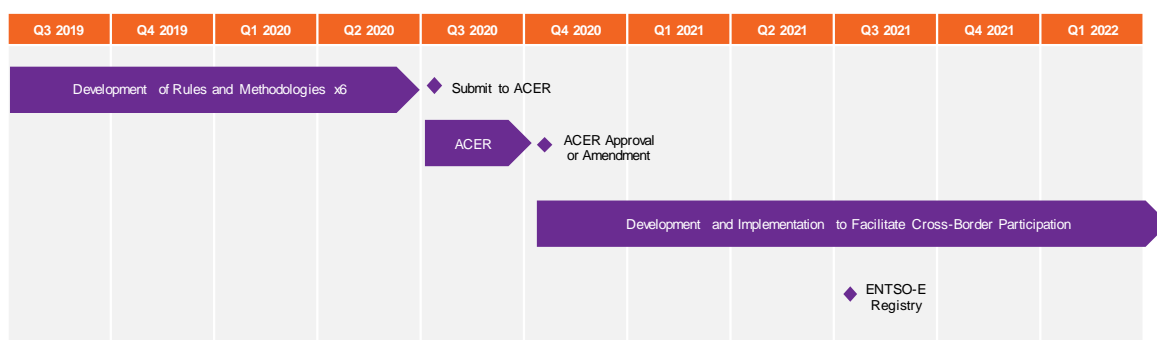 Q3 2019 Q4 2019 Q1 2020 Q2 2020 Q3 2020 Q4 2020 Q1 2021 Q2 2021 Q3 2021 Q4 2021 Q1 2022
Development of Rules and Methodologies x6
Submit to ACER
ACER
ACER Approval
or Amendment
Development and Implementation to Facilitate Cross-Border Participation
ENTSO-E
Registry